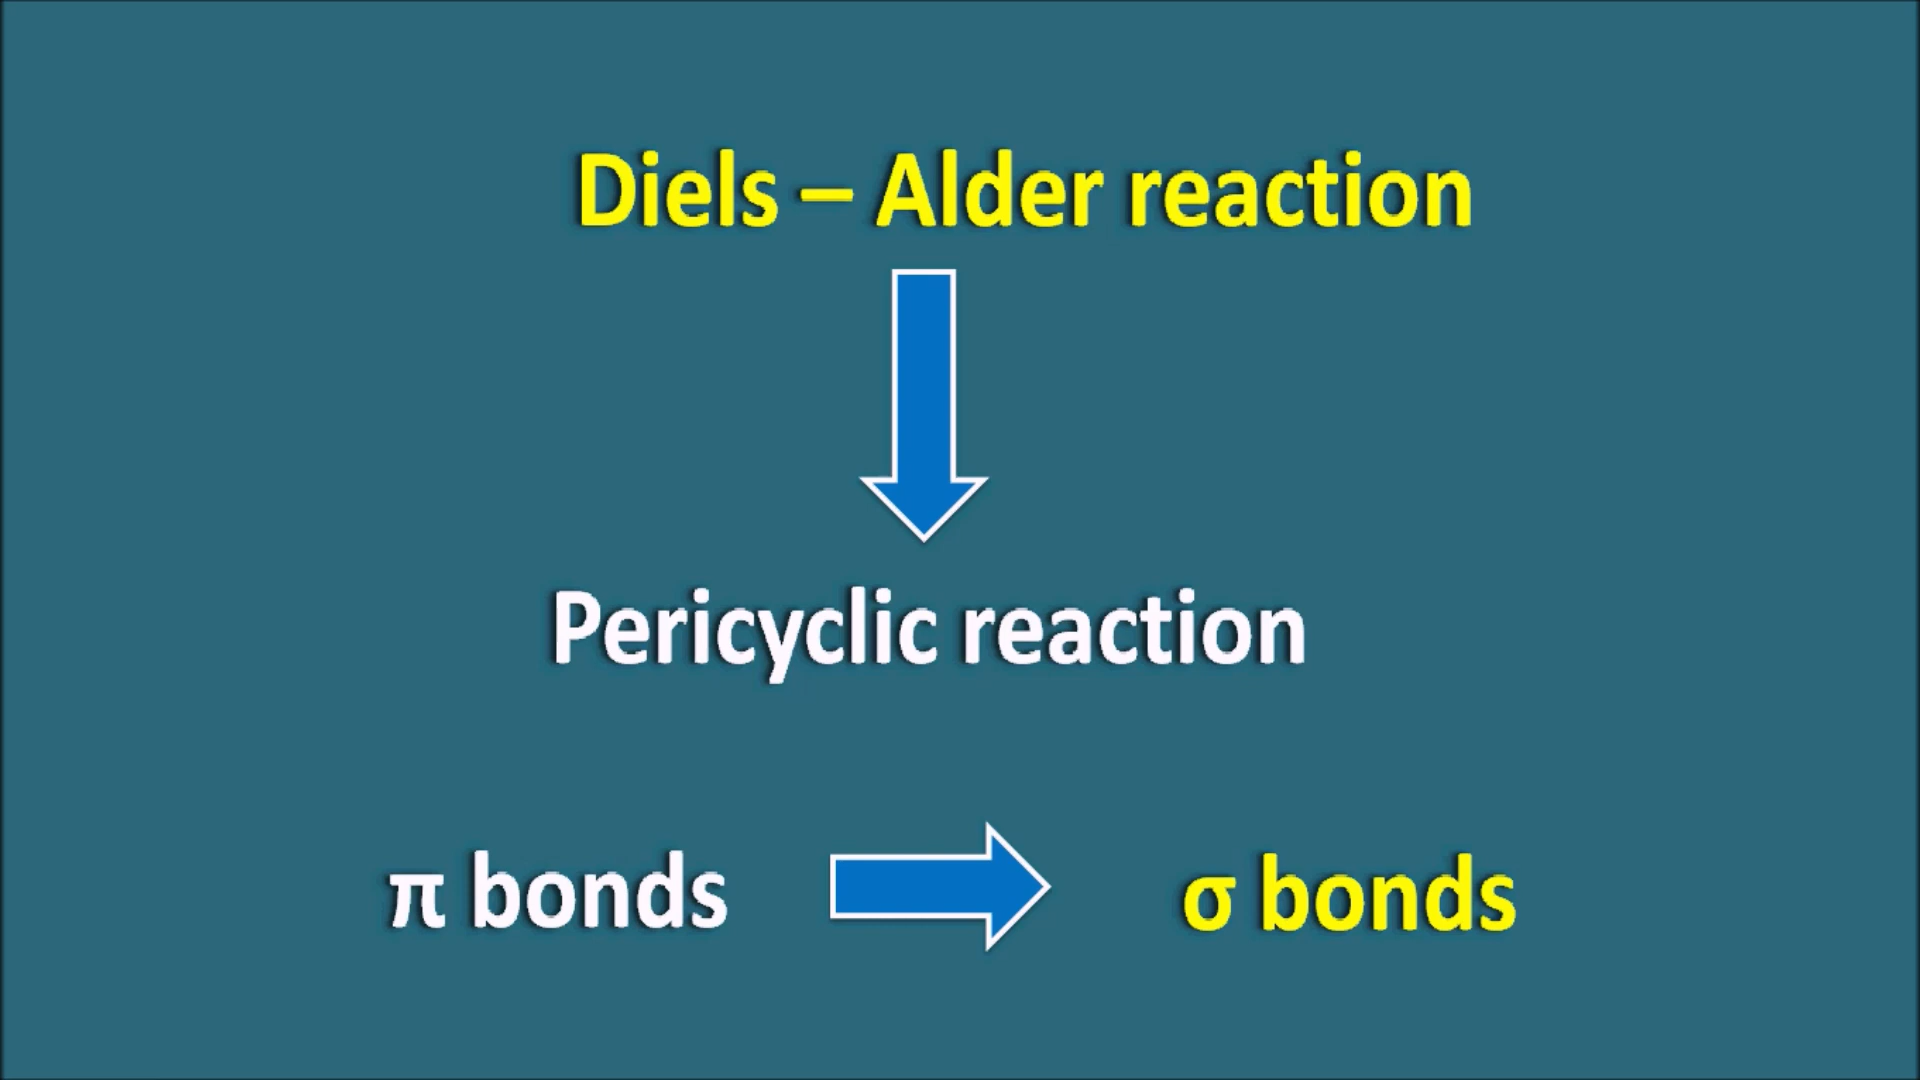 Diels – Alder reaction
Pericyclic reaction
π bonds
σ bonds